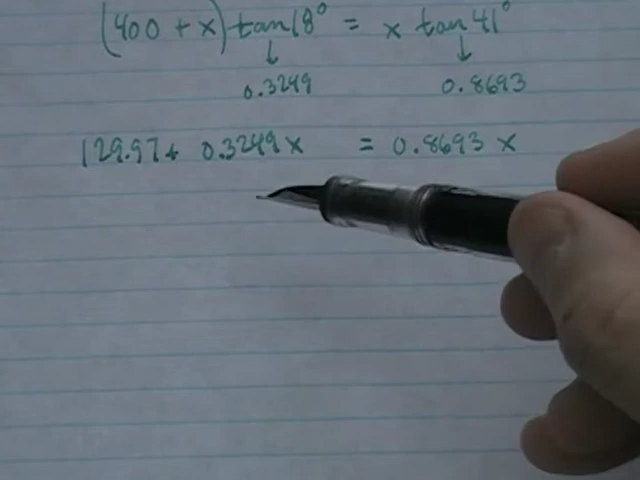 (400 + x) tan 18° = x tan 41°
↓ ↓
0.3249 0.8693
129.97 + 0.3249 x = 0.8693 x